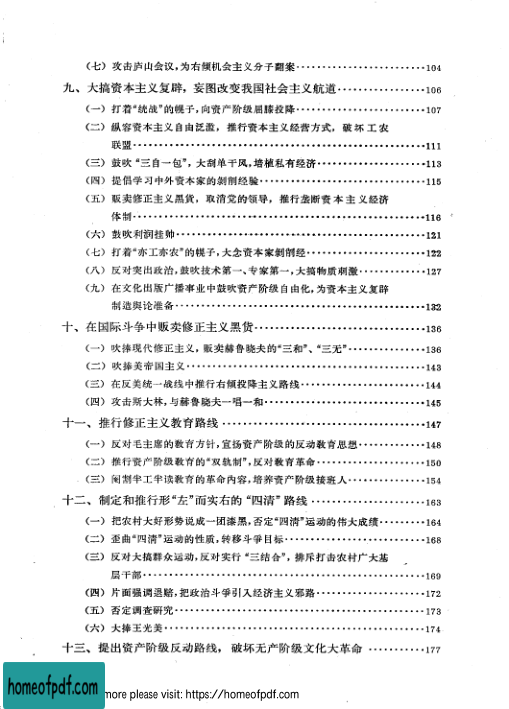 （七）攻击庐山会议，为右倾机会主义分子翻案……………………104
九、大搞资本主义复辟，妄图改变我国社会主义航道……………106
（一）打着“统战”的幌子，向资产阶级屈膝投降……………………107
（二）纵容资本主义自由泛滥，推行资本主义经营方式，破坏工农
联盟……………………………………………………………111
（三）鼓吹“三自一包”，大刮单干风，培植私有经济…………………113
（四）提倡学习中外资本家的剥削经验………………………………115
（五）贩卖修正主义黑货，取消党的领导，推行垄断资本主义经济
体制……………………………………………………………116
（六）鼓吹利润挂帅……………………………………………………121
（七）打着“亦工亦农”的幌子，大念资本家剥削经…………………122
（八）反对突出政治，鼓吹技术第一、专家第一，大搞物质刺激…………127
（九）在文化出版广播事业中鼓吹资产阶级自由化，为资本主义复辟
制造舆论准备…………………………………………………132
十、在国际斗争中贩卖修正主义黑货………………………………136
（一）吹捧现代修正主义，贩卖赫鲁晓夫的“三和”、“三无”……………136
（二）吹捧美帝国主义…………………………………………………143
（三）在反美统一战线中推行右倾投降主义路线……………………144
（四）攻击斯大林，与赫鲁晓夫一唱一和……………………………145
十一、推行修正主义教育路线………………………………………147
（一）反对毛主席的教育方针，宣扬资产阶级的反动教育思想…………148
（二）推行资产阶级教育的“双轨制”，反对教育革命…………………150
（三）阉割半工半读教育的革命内容，培养资产阶级接班人……………154
十二、制定和推行形“左”而实右的“四清”路线……………………163
（一）把农村大好形势说成一团漆黑，否定“四清”运动的伟大成绩………164
（二）歪曲“四清”运动的性质，转移斗争目标…………………………168
（三）反对大搞群众运动，反对实行“三结合”，排斥打击农村广大基
层干部…………………………………………………………169
（四）片面强调退赔，把政治斗争引入经济主义邪路…………………172
（五）否定调查研究……………………………………………………173
（六）大捧王光美………………………………………………………174
十三、提出资产阶级反动路线，破坏无产阶级文化大革命…………177
homeofpdf.com
more please visit: https://homeofpdf.com